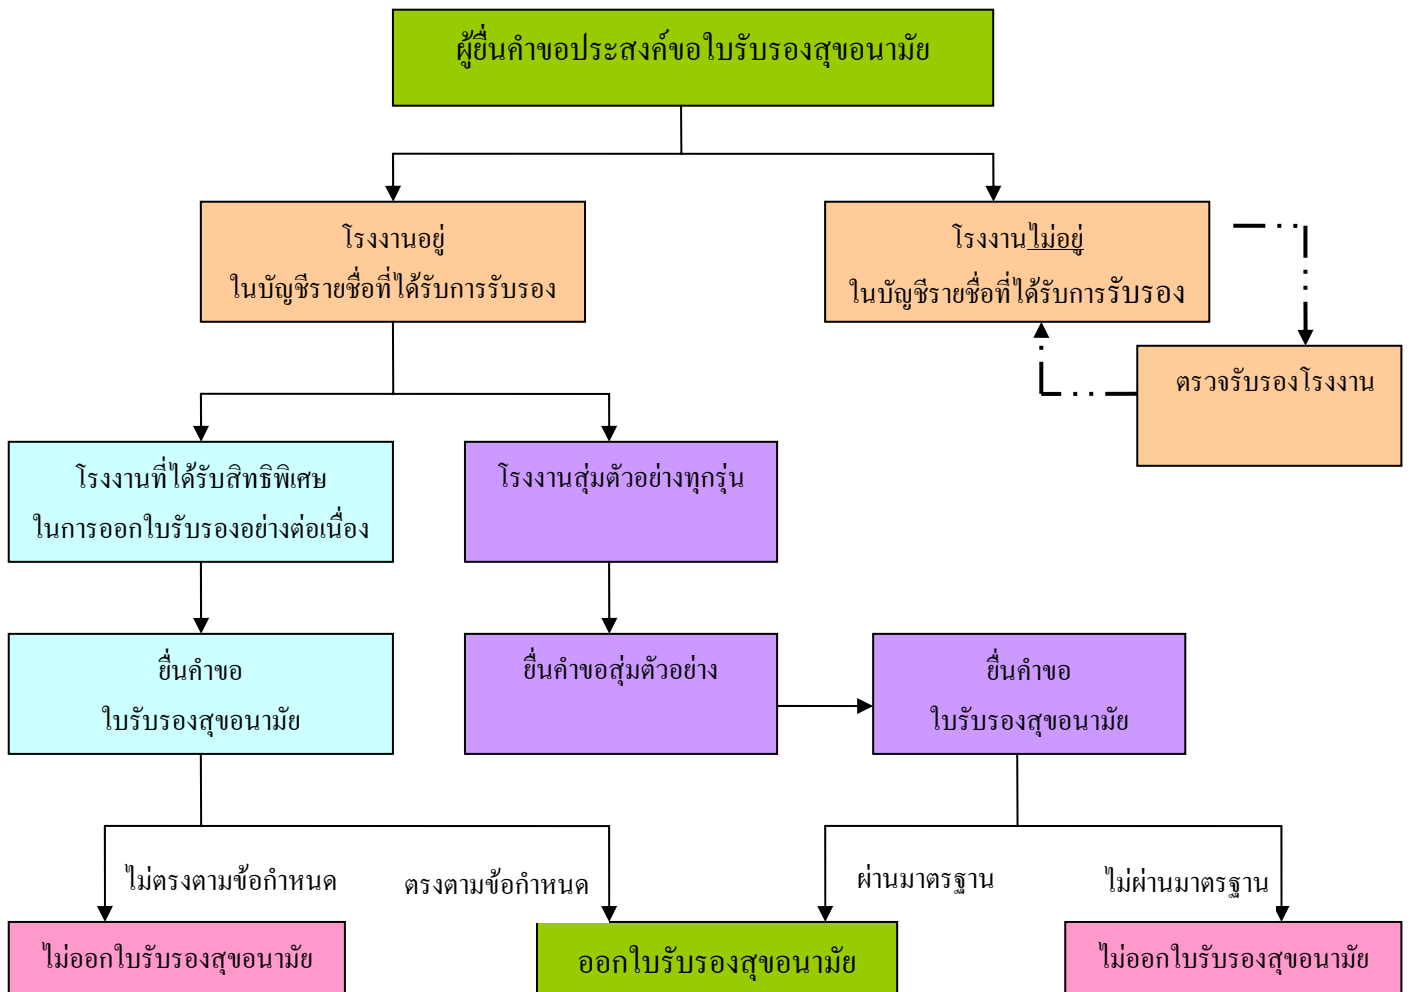 ผู้ยื่นคำขอประสงค์ขอใบรับรองสุขอนามัย
โรงงานอยู่
ในบัญชีรายชื่อที่ได้รับการรับรอง
โรงงานไม่อยู่
ในบัญชีรายชื่อที่ได้รับการรับรอง
ตรวจรับรองโรงงาน
โรงงานที่ได้รับสิทธิพิเศษ
ในการออกใบรับรองอย่างต่อเนื่อง
โรงงานสุ่มตัวอย่างทุกรุ่น
ยื่นคำขอ
ใบรับรองสุขอนามัย
ยื่นคำขอสุ่มตัวอย่าง
ยื่นคำขอ
ใบรับรองสุขอนามัย
ไม่ตรงตามข้อกำหนด
ตรงตามข้อกำหนด
ผ่านมาตรฐาน
ไม่ผ่านมาตรฐาน
ไม่ออกใบรับรองสุขอนามัย
ออกใบรับรองสุขอนามัย
ไม่ออกใบรับรองสุขอนามัย